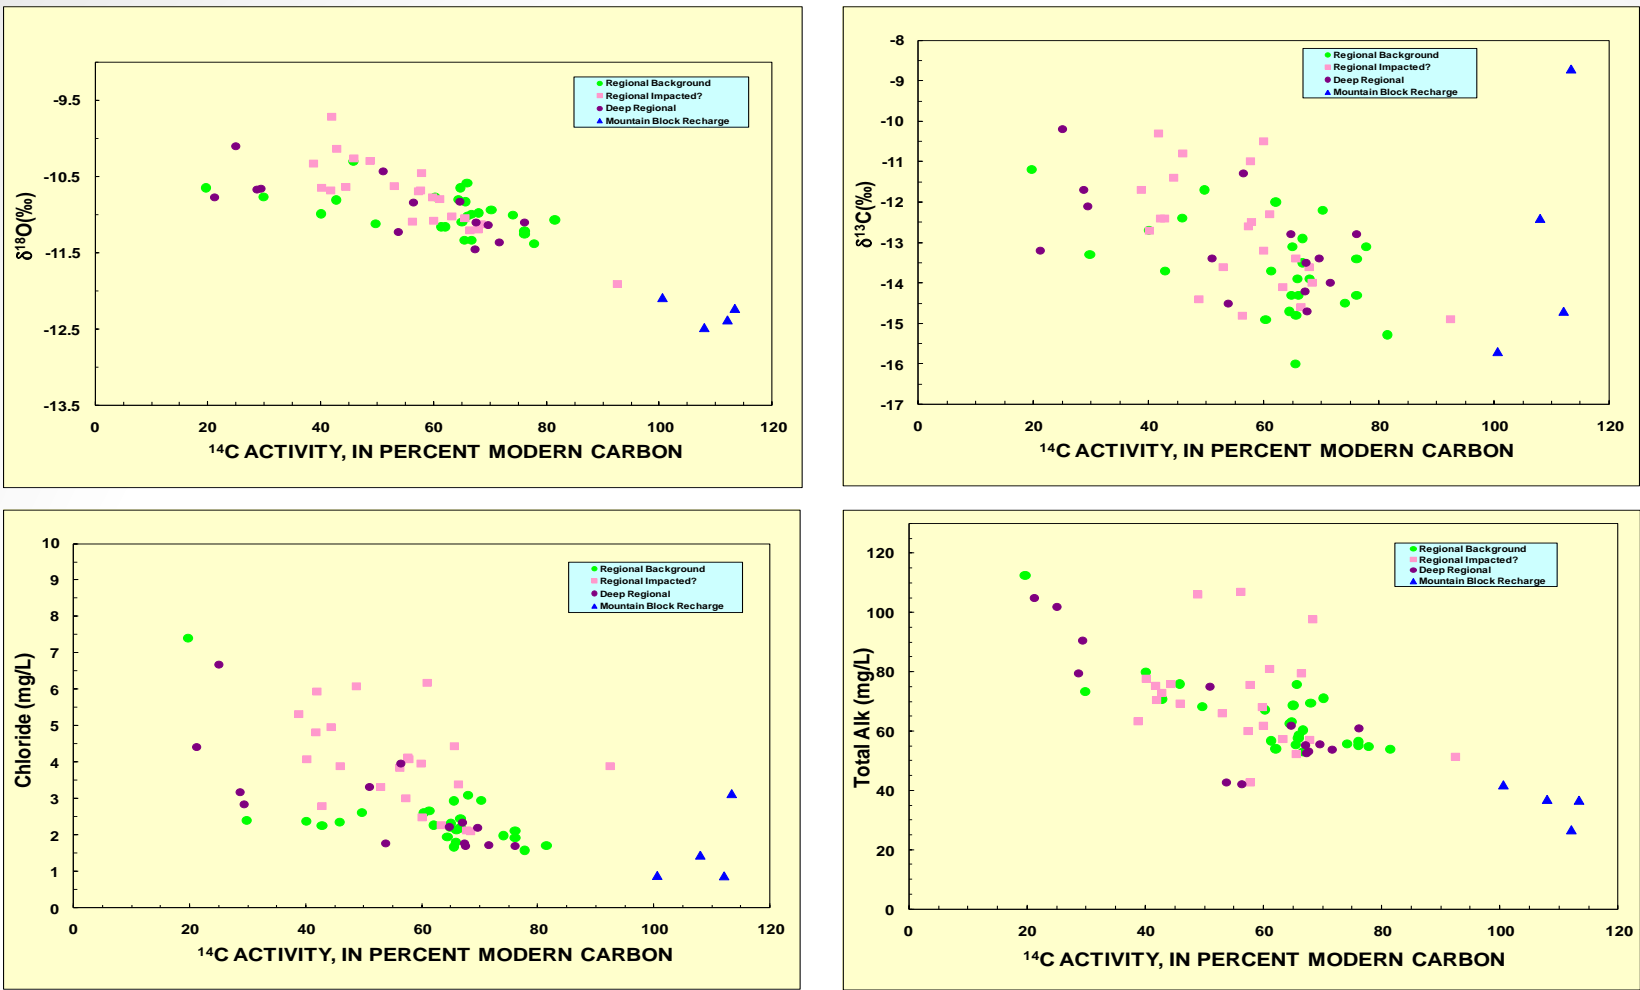 -9.5
-10.5
-11.5
-12.5
-13.5
δ18O(‰)
0 20 40 60 80 100 120
14C ACTIVITY, IN PERCENT MODERN CARBON
Regional Background
Regional Impacted?
Deep Regional
Mountain Block Recharge
-8
-9
-10
-11
-12
-13
-14
-15
-16
-17
δ13C(‰)
0 20 40 60 80 100 120
14C ACTIVITY, IN PERCENT MODERN CARBON
Regional Background
Regional Impacted?
Deep Regional
Mountain Block Recharge
10
9
8
7
6
5
4
3
2
1
0
Chloride (mg/L)
0 20 40 60 80 100 120
14C ACTIVITY, IN PERCENT MODERN CARBON
Regional Background
Regional Impacted?
Deep Regional
Mountain Block Recharge
120
100
80
60
40
20
0
Total Alk (mg/L)
0 20 40 60 80 100 120
14C ACTIVITY, IN PERCENT MODERN CARBON
Regional Background
Regional Impacted?
Deep Regional
Mountain Block Recharge